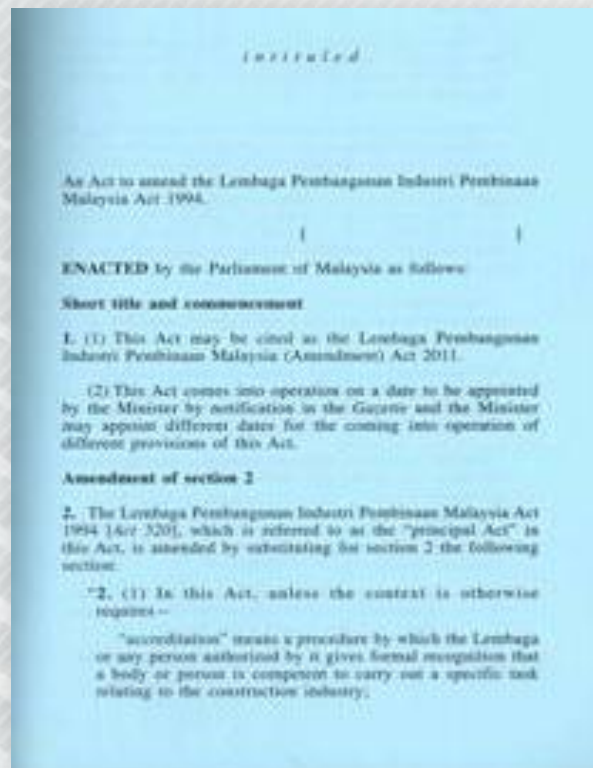 intituled
An Act to amend the Lembaga Pembangunan Industri Pembinaan
Malaysia Act 1994.
[ ]
ENACTED by the Parliament of Malaysia as follows:
Short title and commencement
1. (1) This Act may be cited as the Lembaga Pembangunan
Industri Pembinaan Malaysia (Amendment) Act 2011.
(2) This Act comes into operation on a date to be appointed
by the Minister by notification in the Gazette and the Minister
may appoint different dates for the coming into operation of
different provisions of this Act.
Amendment of section 2
2. The Lembaga Pembangunan Industri Pembinaan Malaysia Act
1994 [Act 520], which is referred to as the "principal Act" in
this Act, is amended by substituting for section 2 the following
section:
"2. (1) In this Act, unless the context is otherwise
requires –
"accreditation" means a procedure by which the Lembaga
or any person authorized by it gives formal recognition that
a body or person is competent to carry out a specific task
relating to the construction industry;